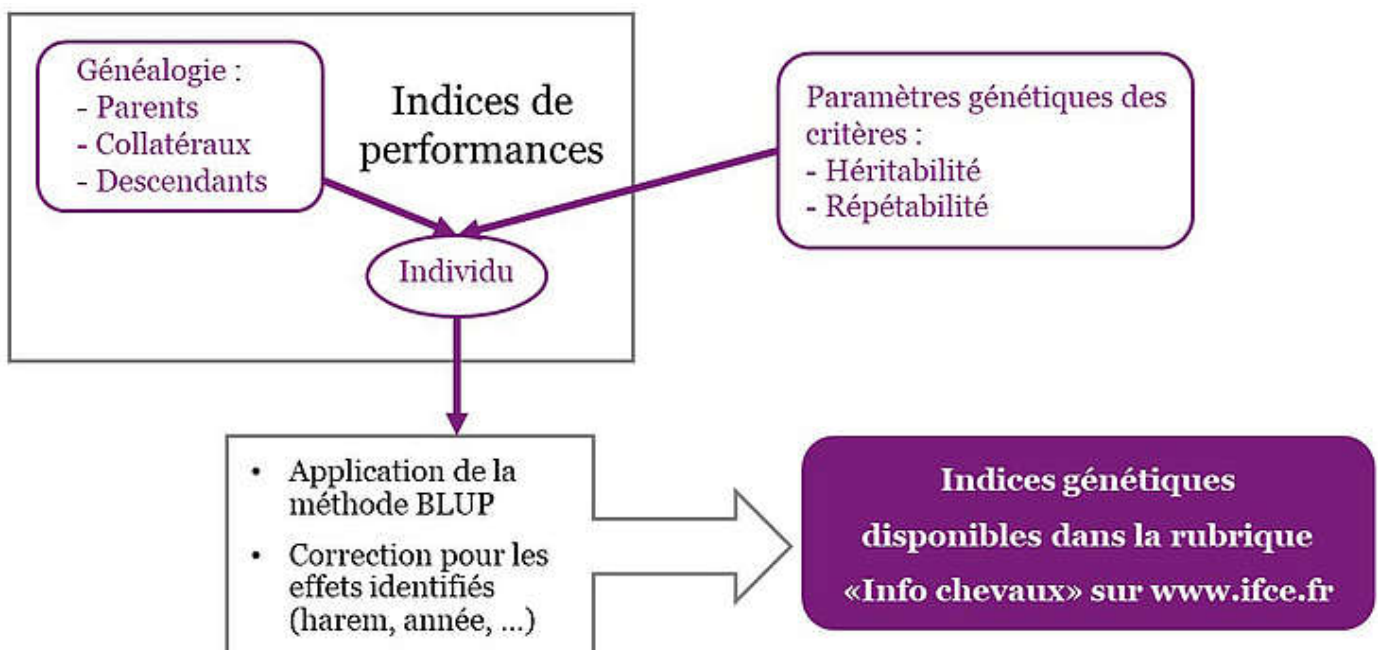 Généalogie :
- Parents
- Collatéraux
- Descendants
Indices de
performances
Paramètres génétiques des
critères :
- Héritabilité
- Répétabilité
Individu
• Application de la
méthode BLUP
• Correction pour les
effets identifiés
(harem, année, ...)
Indices génétiques
disponibles dans la rubrique
«Info chevaux» sur www.ifce.fr